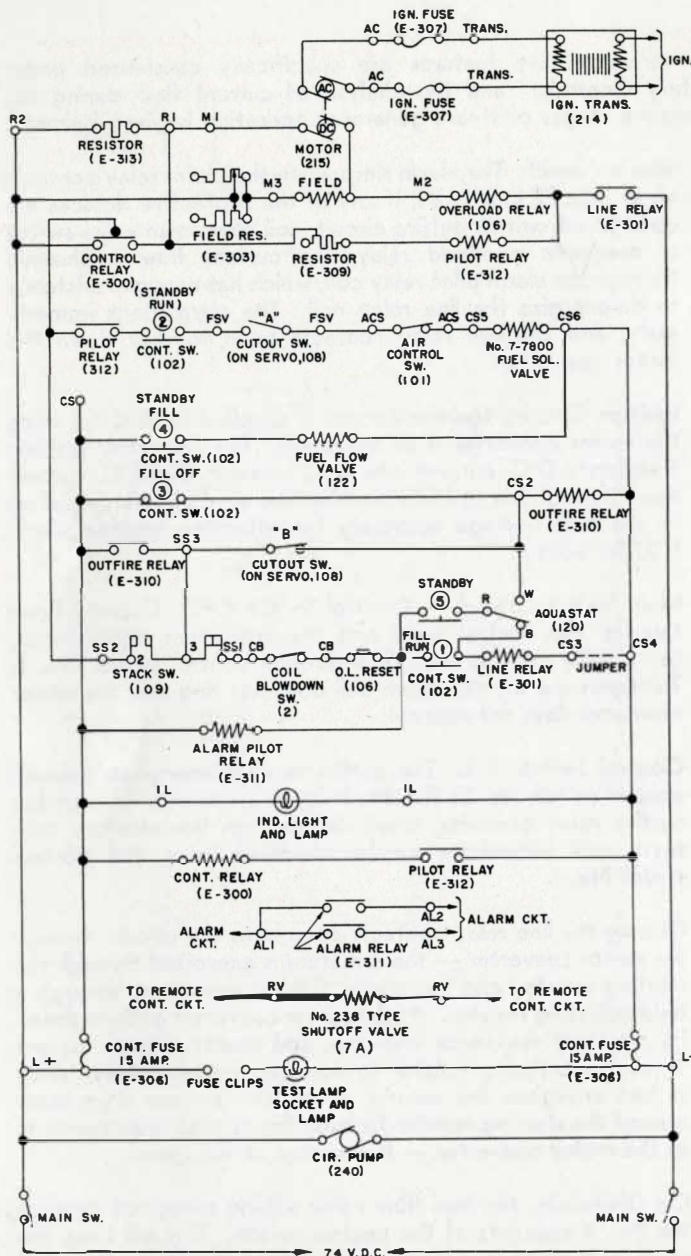 IGN. FUSE
AC (E-307) TRANS.
IGN.
AC TRANS.
IGN. FUSE
(E-307)
IGN. TRANS.
(214)
AC
DC
R2 R1 M1
RESISTOR
(E-313)
MOTOR
(215)
M3 FIELD M2
OVERLOAD RELAY
(106)
LINE RELAY
(E-301)
FIELD RES.
(E-303)
RESISTOR
(E-309)
PILOT RELAY
(E-312)
CONTROL
RELAY
(E-300)
(STANDBY
RUN)
2
FSV "A" FSV ACS ACS CS5 CS6
PILOT
RELAY
(312)
CONT. SW.
(102)
CUTOUT SW.
(ON SERVO,108)
AIR
CONTROL
SW.
(101)
No. 7-7800
FUEL SOL.
VALVE
CS
STANDBY
FILL
4
CONT. SW.(102)
FUEL FLOW
VALVE
(122)
FILL OFF
3
CONT. SW.
(102)
CS2
OUTFIRE RELAY
(E-310)
SS3 "B"
OUTFIRE RELAY
(E-310)
CUTOUT SW.
(ON SERVO,108)
STANDBY
5
R
W
B
AQUASTAT
(120)
FILL
RUN
1
SS2 2 3 SS1 CB CB O.L. RESET
(106)
CS3 CS4
STACK SW.
(109)
COIL
BLOWDOWN
SW.
(2)
CONT. SW.
(102)
LINE RELAY
(E-301)
JUMPER
ALARM PILOT
RELAY
(E-311)
IL IL
IND. LIGHT
AND LAMP
CONT. RELAY
(E-300)
PILOT RELAY
(E-312)
ALARM
CKT.
AL1
AL2
AL3
ALARM CKT.
ALARM RELAY
(E-311)
TO REMOTE
CONT. CKT.
RV RV
TO REMOTE
CONT. CKT.
No. 238 TYPE
SHUTOFF VALVE
(7A)
L+
CONT. FUSE
15 AMP.
(E-306)
FUSE CLIPS
TEST LAMP
SOCKET AND
LAMP
CONT. FUSE
15 AMP.
(E-306)
CIR. PUMP
(240)
MAIN SW. MAIN SW.
74 V.D.C.